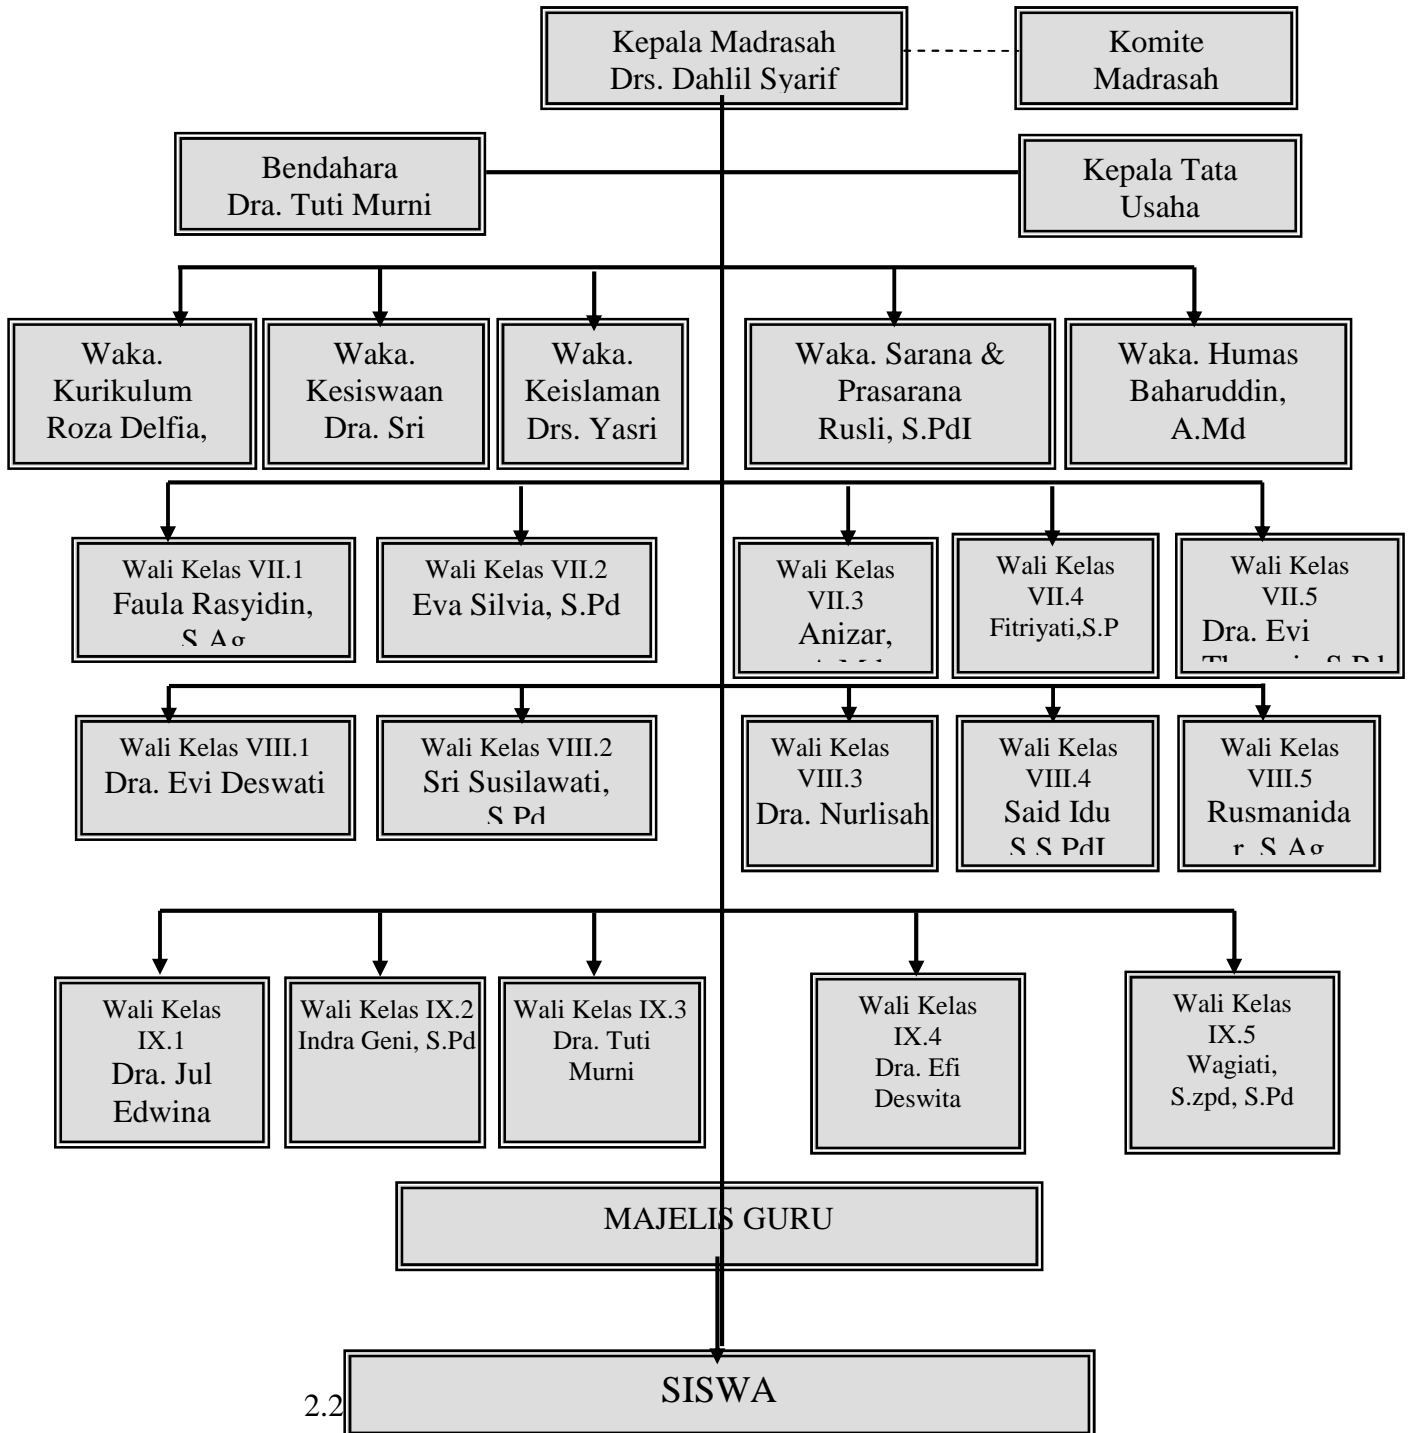 Kepala Madrasah
Drs. Dahlil Syarif
Komite
Madrasah
Bendahara
Dra. Tuti Murni
Kepala Tata
Usaha
Waka.
Kurikulum
Roza Delfia,
Waka.
Kesiswaan
Dra. Sri
Waka.
Keislaman
Drs. Yasri
Waka. Sarana &
Prasarana
Rusli, S.PdI
Waka. Humas
Baharuddin,
A.Md
Wali Kelas VII.1
Faula Rasyidin,
S.Ag
Wali Kelas VII.2
Eva Silvia, S.Pd
Wali Kelas
VII.3
Anizar,
Wali Kelas
VII.4
Fitriyati,S.P
Wali Kelas
VII.5
Dra. Evi
Wali Kelas VIII.1
Dra. Evi Deswati
Wali Kelas VIII.2
Sri Susilawati,
S.Pd
Wali Kelas
VIII.3
Dra. Nurlisah
Wali Kelas
VIII.4
Said Idu
S.S.PdI
Wali Kelas
VIII.5
Rusmanida
r, S.Ag
Wali Kelas
IX.1
Dra. Jul
Edwina
Wali Kelas IX.2
Indra Geni, S.Pd
Wali Kelas IX.3
Dra. Tuti
Murni
Wali Kelas
IX.4
Dra. Efi
Deswita
Wali Kelas
IX.5
Wagiati,
S.zpd, S.Pd
MAJELIS GURU
SISWA
2.2